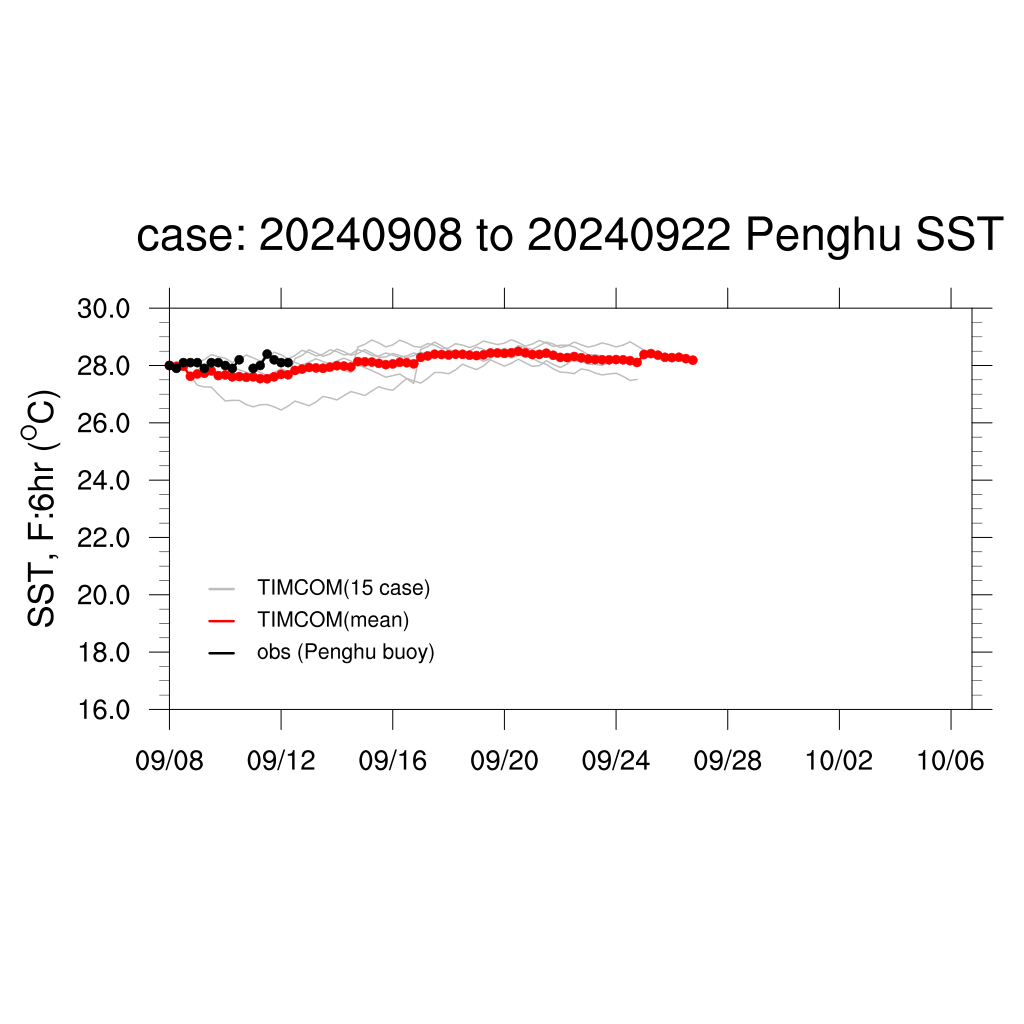 case: 20240908 to 20240922 Penghu SST
30.0
28.0
26.0
24.0
22.0
20.0
18.0
16.0
SST, F:6hr (°C)
TIMCOM(15 case)
TIMCOM(mean)
obs (Penghu buoy)
09/08 09/12 09/16 09/20 09/24 09/28 10/02 10/06